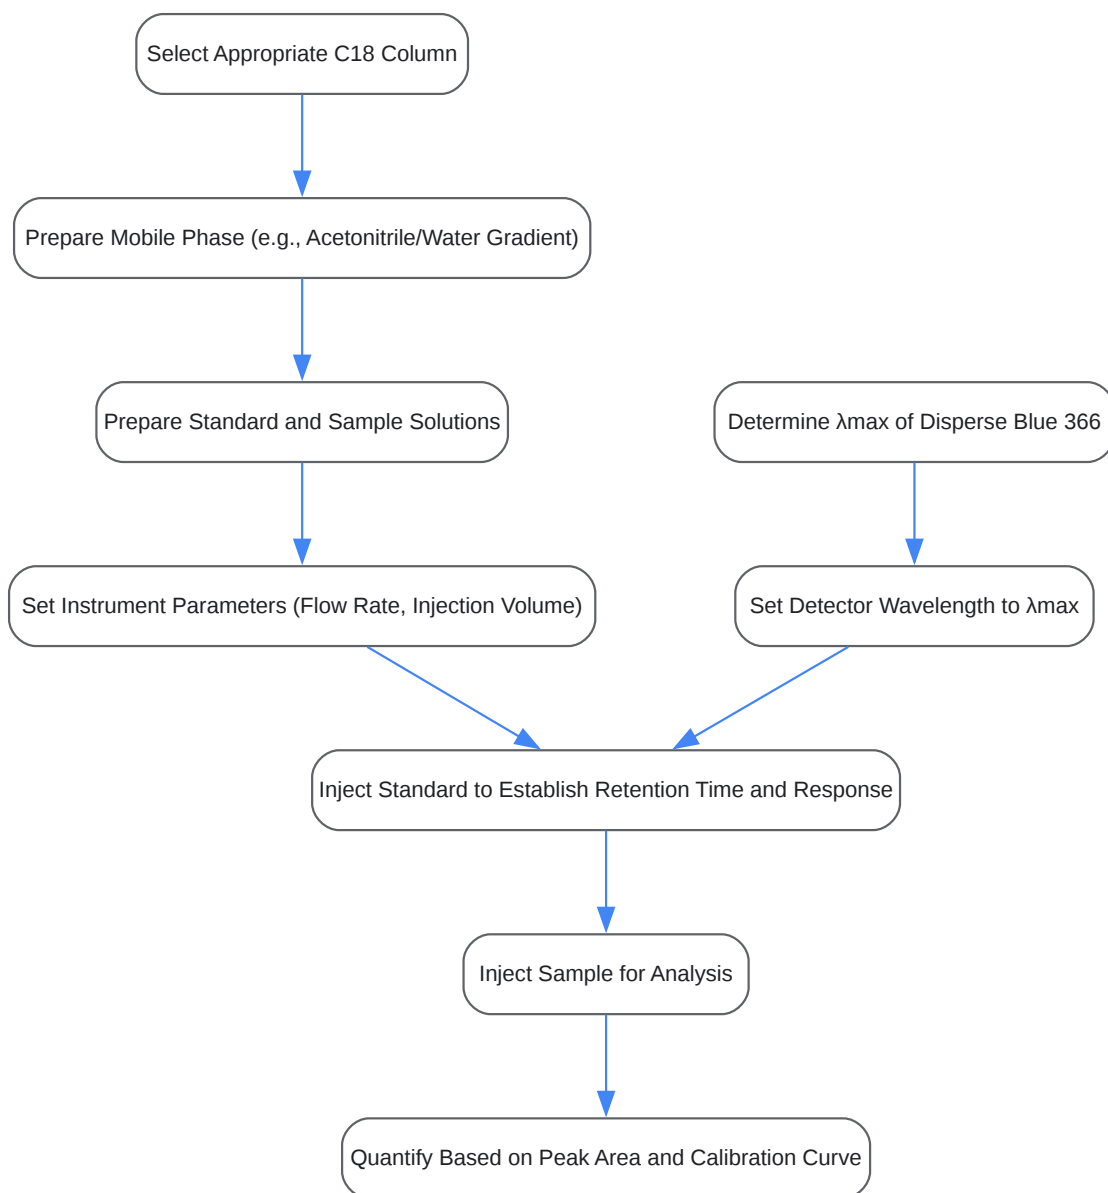 Select Appropriate C18 Column
Prepare Mobile Phase (e.g., Acetonitrile/Water Gradient)
Prepare Standard and Sample Solutions
Determine λmax of Disperse Blue 366
Set Instrument Parameters (Flow Rate, Injection Volume)
Set Detector Wavelength to λmax
Inject Standard to Establish Retention Time and Response
Inject Sample for Analysis
Quantify Based on Peak Area and Calibration Curve